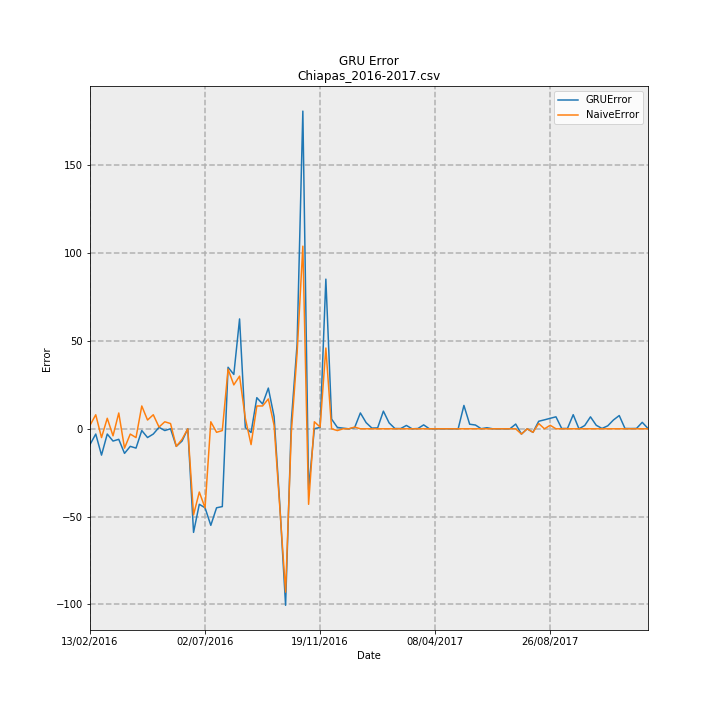 GRU Error
Chiapas_2016-2017.csv
GRUError
NaiveError
150
100
50
0
−50
−100
Error
13/02/2016
02/07/2016
19/11/2016
08/04/2017
26/08/2017
Date